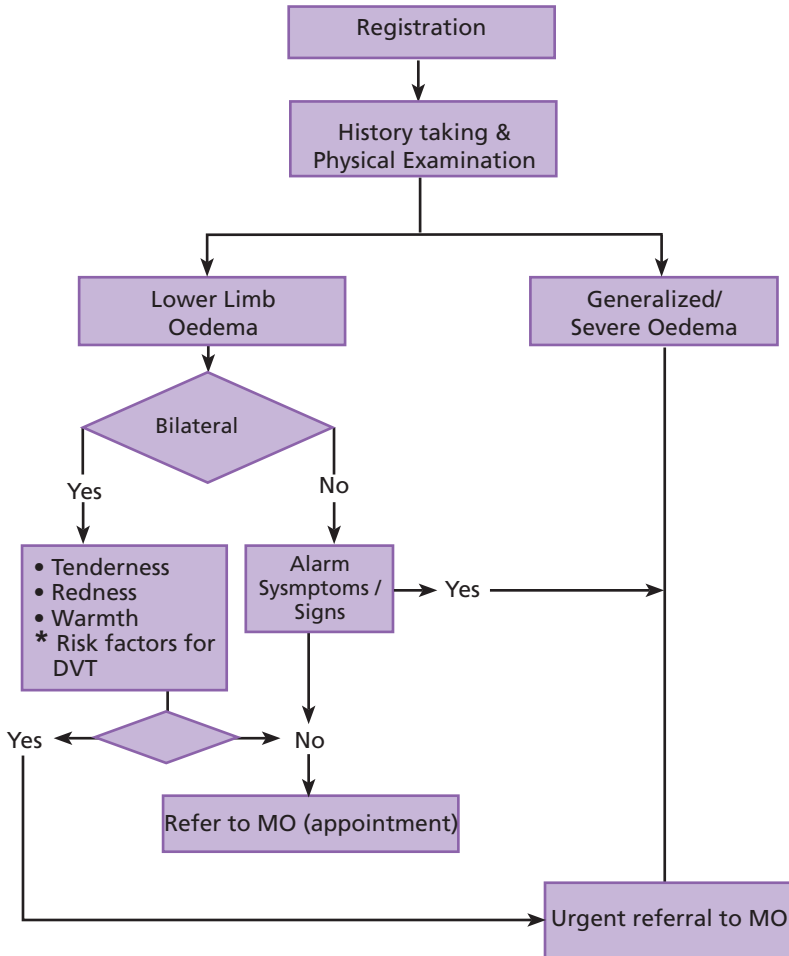 Registration
History taking &
Physical Examination
Lower Limb
Oedema
Generalized/
Severe Oedema
Bilateral
Yes
No
• Tenderness
• Redness
• Warmth
* Risk factors for
DVT
Alarm
Sysmptoms /
Signs
Yes
Yes
No
Refer to MO (appointment)
Urgent referral to MO